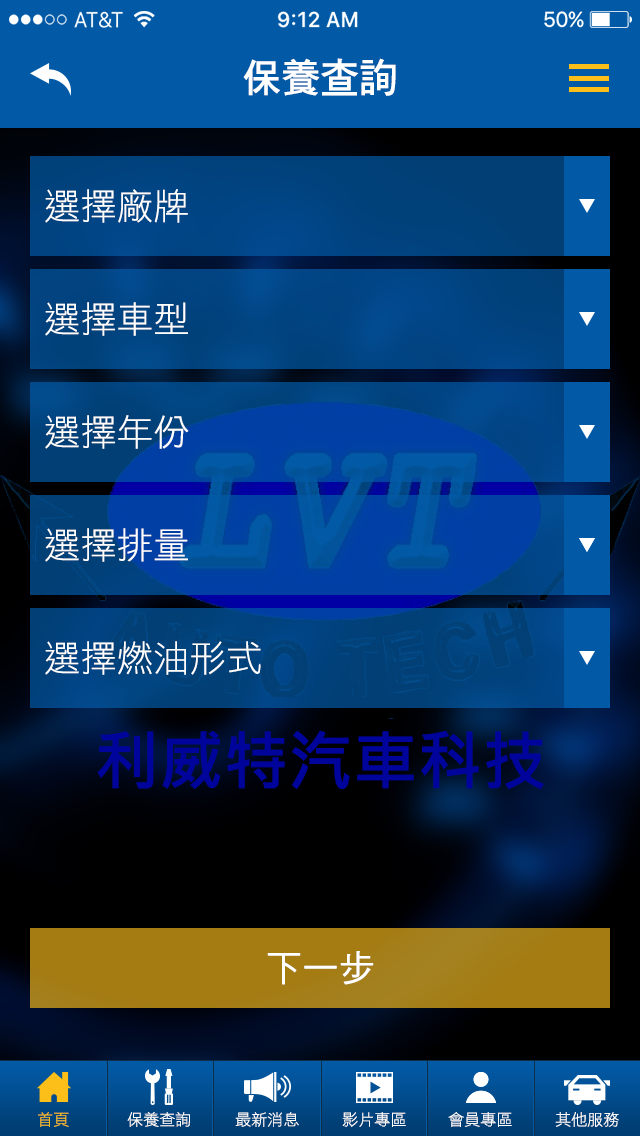 AT&T
9:12 AM
50%
保養查詢
選擇廠牌
選擇車型
選擇年份
LVT
選擇排量
選擇燃油形式
AUTO TECH
利威特汽車科技
下一步
首頁
保養查詢
最新消息
影片專區
會員專區
其他服務